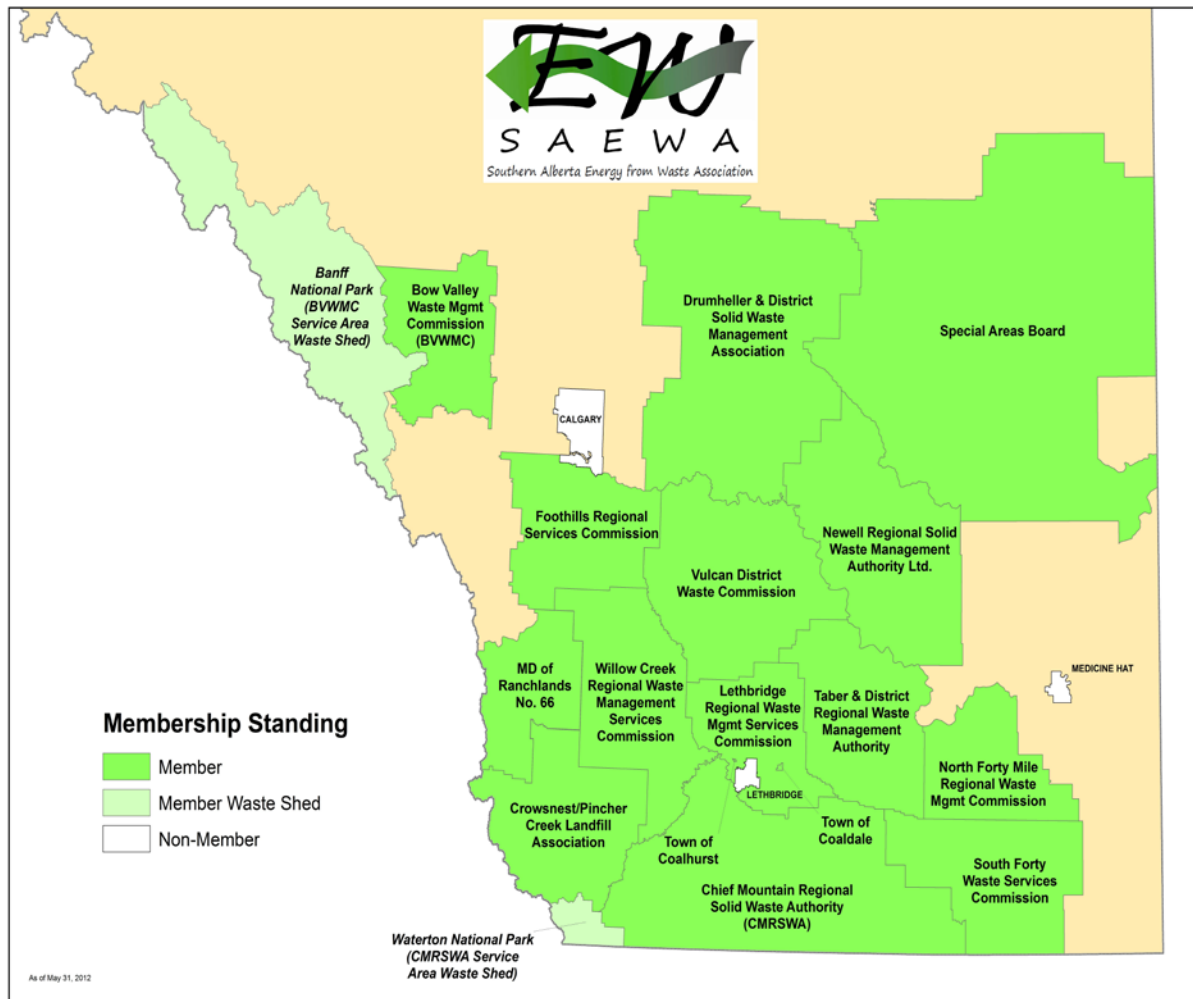 EW
SAEWA
Southern Alberta Energy from Waste Association
Banff
National Park
(BVWMC
Service Area
Waste Shed)
Bow Valley
Waste Mgmt
Commission
(BVWMC)
Drumheller & District
Solid Waste
Management
Association
Special Areas Board
CALGARY
Foothills Regional
Services Commission
Vulcan District
Waste Commission
Newell Regional Solid
Waste Management
Authority Ltd.
MEDICINE HAT
MD of
Ranchlands
No. 66
Willow Creek
Regional Waste
Management
Services
Commission
Lethbridge
Regional Waste
Mgmt Services
Commission
Taber & District
Regional Waste
Management
Authority
North Forty Mile
Regional Waste
Mgmt Commission
LETHBRIDGE
Crowsnest/Pincher
Creek Landfill
Association
Town of
Coalhurst
Town of
Coaldale
South Forty
Waste Services
Commission
Chief Mountain Regional
Solid Waste Authority
(CMRSWA)
Waterton National Park
(CMRSWA Service
Area Waste Shed)
Membership Standing
Member
Member Waste Shed
Non-Member
As of May 31, 2012